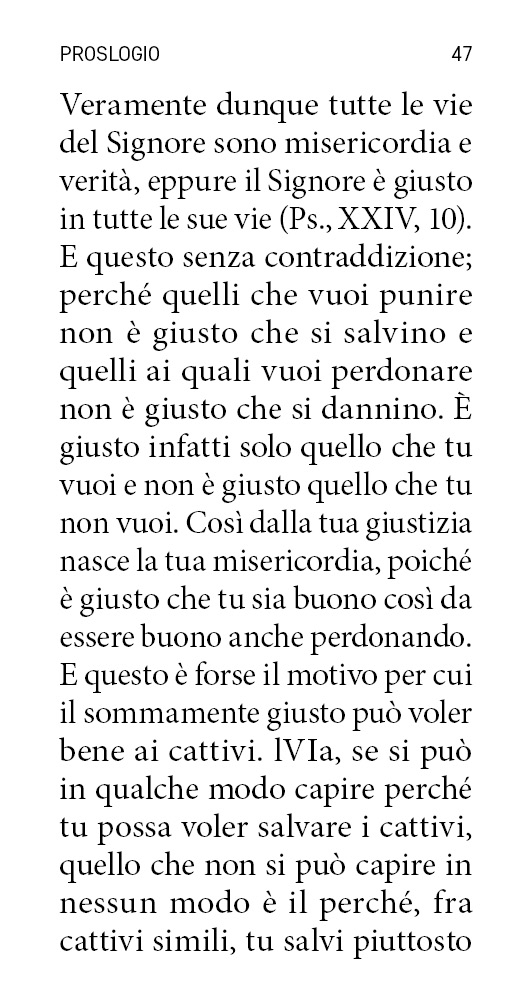 PROSLOGIO 47
Veramente dunque tutte le vie
del Signore sono misericordia e
verità, eppure il Signore è giusto
in tutte le sue vie (Ps., XXIV, 10).
E questo senza contraddizione;
perché quelli che vuoi punire
non è giusto che si salvino e
quelli ai quali vuoi perdonare
non è giusto che si dannino. È
giusto infatti solo quello che tu
vuoi e non è giusto quello che tu
non vuoi. Così dalla tua giustizia
nasce la tua misericordia, poiché
è giusto che tu sia buono così da
essere buono anche perdonando.
E questo è forse il motivo per cui
il sommamente giusto può voler
bene ai cattivi. lVIa, se si può
in qualche modo capire perché
tu possa voler salvare i cattivi,
quello che non si può capire in
nessun modo è il perché, fra
cattivi simili, tu salvi piuttosto